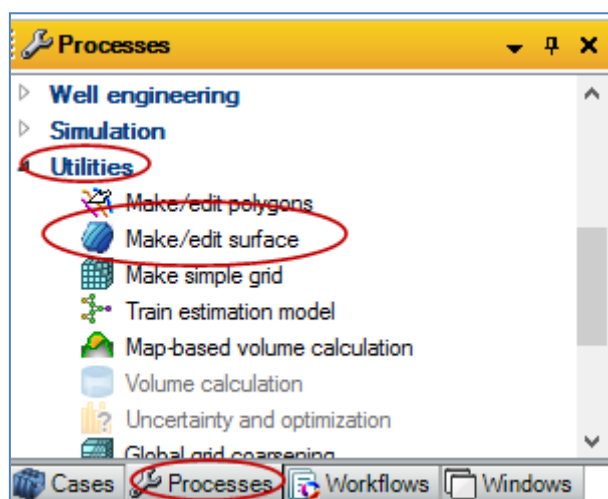 Processes
Well engineering
Simulation
Utilities
Make/edit polygons
Make/edit surface
Make simple grid
Train estimation model
Map-based volume calculation
Volume calculation
Uncertainty and optimization
Global grid coarsening
Cases Processes Workflows Windows